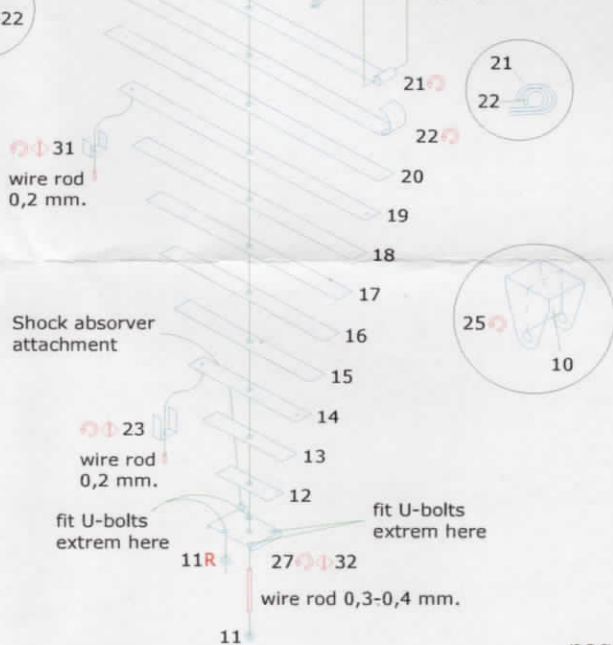 22
21
21
22
22
31
wire rod
0,2 mm.
20
19
18
17
25
10
16
Shock absorver
attachment
15
14
23
13
wire rod
0,2 mm.
12
fit U-bolts
extrem here
fit U-bolts
extrem here
11R
27 32
wire rod 0,3-0,4 mm.
11